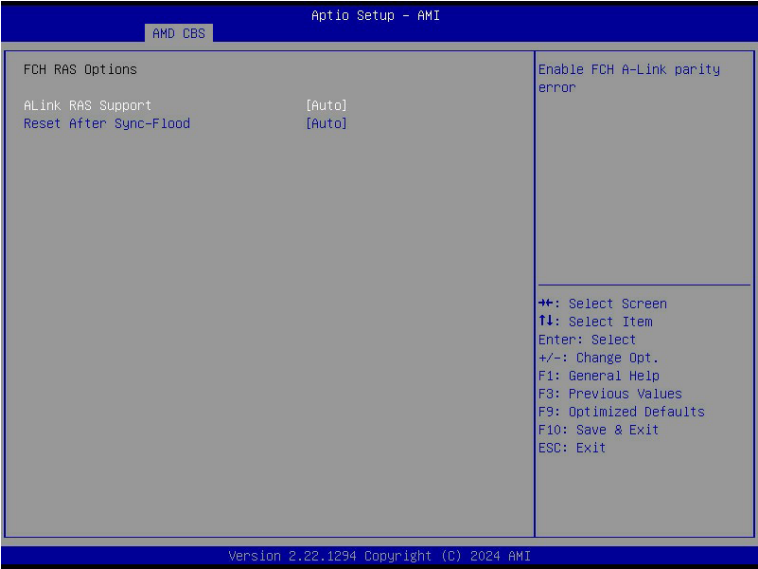 Aptio Setup – AMI
AMD CBS
FCH RAS Options
ALink RAS Support [Auto]
Reset After Sync-Flood [Auto]
Enable FCH A-Link parity
error
→←: Select Screen
↑↓: Select Item
Enter: Select
+/-: Change Opt.
F1: General Help
F3: Previous Values
F9: Optimized Defaults
F10: Save & Exit
ESC: Exit
Version 2.22.1294 Copyright (C) 2024 AMI